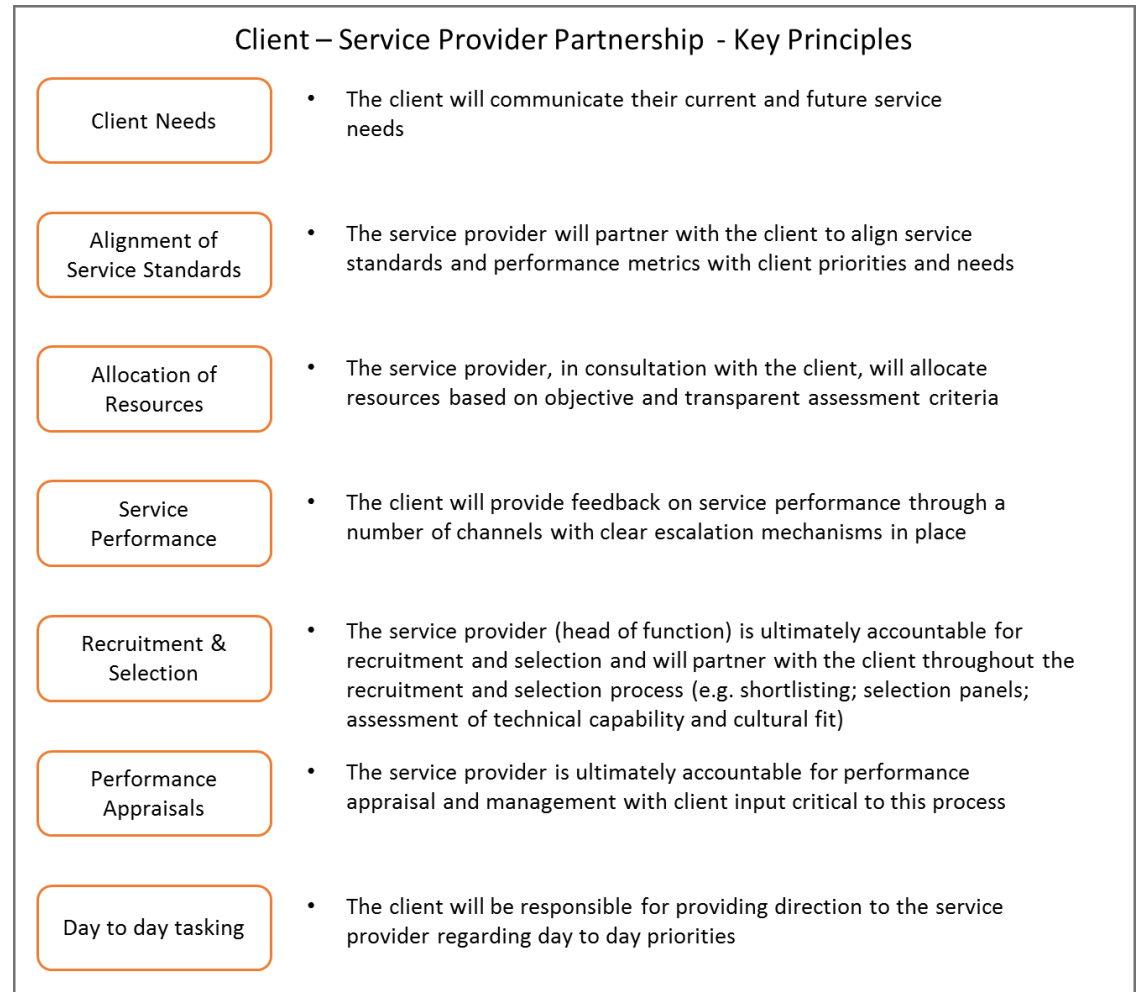 Client – Service Provider Partnership - Key Principles
Client Needs
• The client will communicate their current and future service
needs
Alignment of
Service Standards
• The service provider will partner with the client to align service
standards and performance metrics with client priorities and needs
Allocation of
Resources
• The service provider, in consultation with the client, will allocate
resources based on objective and transparent assessment criteria
Service
Performance
• The client will provide feedback on service performance through a
number of channels with clear escalation mechanisms in place
Recruitment &
Selection
• The service provider (head of function) is ultimately accountable for
recruitment and selection and will partner with the client throughout the
recruitment and selection process (e.g. shortlisting; selection panels;
assessment of technical capability and cultural fit)
Performance
Appraisals
• The service provider is ultimately accountable for performance
appraisal and management with client input critical to this process
Day to day tasking
• The client will be responsible for providing direction to the service
provider regarding day to day priorities